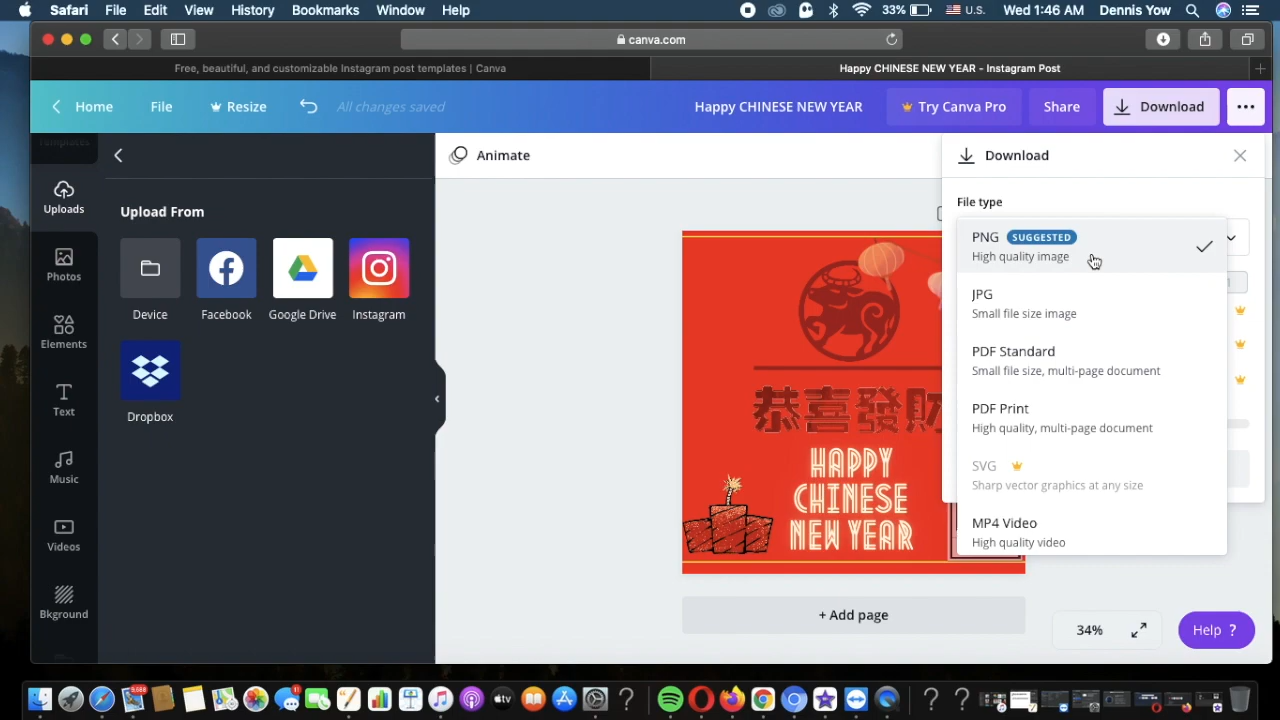 Safari File Edit View History Bookmarks Window Help 33% U.S. Wed 1:46 AM Dennis Yow
canva.com
Free, beautiful, and customizable Instagram post templates | Canva
Happy CHINESE NEW YEAR - Instagram Post
Home File Resize All changes saved Happy CHINESE NEW YEAR Try Canva Pro Share Download
Templates
Uploads
Photos
Elements
Text
Music
Videos
Bkground
Upload From
Device Facebook Google Drive Instagram
Dropbox
Animate
恭喜發財
HAPPY
CHINESE
NEW YEAR
+ Add page
Download
File type
PNG SUGGESTED
High quality image
JPG
Small file size image
PDF Standard
Small file size, multi-page document
PDF Print
High quality, multi-page document
SVG
Sharp vector graphics at any size
MP4 Video
High quality video
34%
Help ?